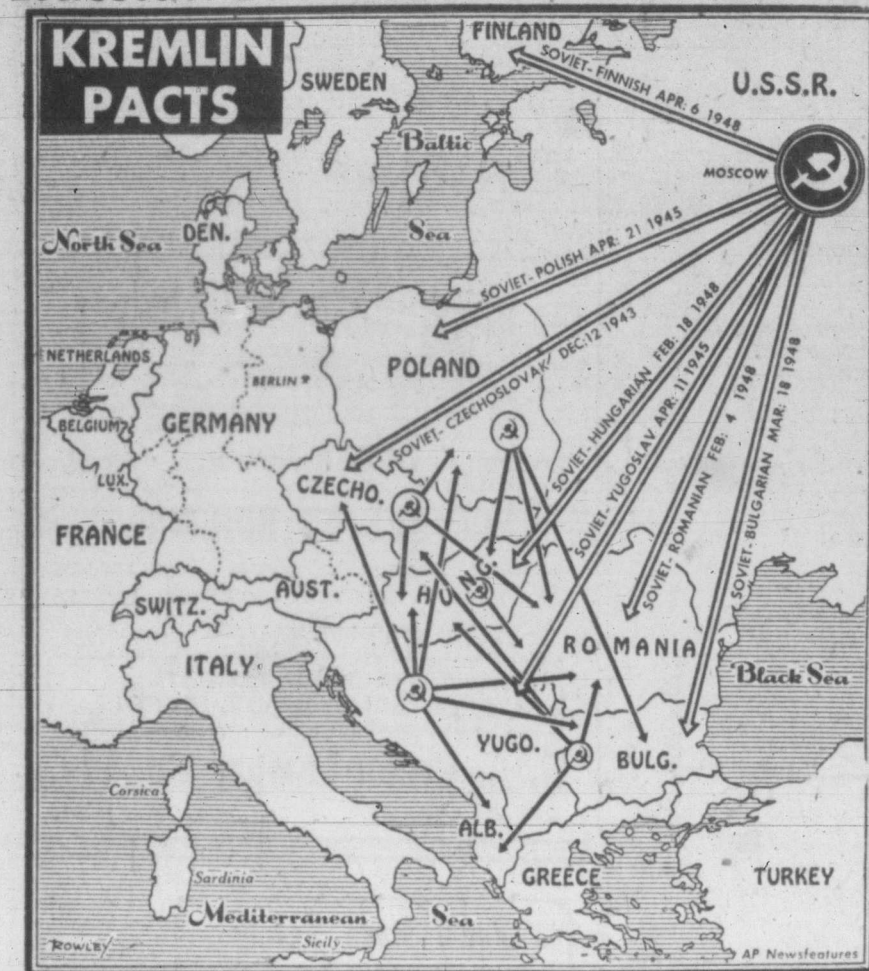 KREMLIN
PACTS
FINLAND
SOVIET-FINNISH APR: 6 1948
SWEDEN
U.S.S.R.
Baltic
MOSCOW
North Sea
DEN.
Sea
SOVIET-POLISH APR: 21 1945
SOVIET-CZECHOSLOVAK DEC:12 1943
SOVIET-HUNGARIAN FEB: 18 1948
SOVIET-YUGOSLAV APR: 11 1945
SOVIET-ROMANIAN FEB: 4 1948
SOVIET-BULGARIAN MAR: 18 1948
NETHERLANDS
POLAND
BERLIN
BELGIUM
GERMANY
LUX.
CZECHO.
FRANCE
HUNG.
AUST.
SWITZ.
ROMANIA
ITALY
Black Sea
YUGO.
BULG.
Corsica
ALB.
Sardinia
GREECE
TURKEY
Mediterranean
Sea
ROWLEY
Sicily
AP Newsfeatures